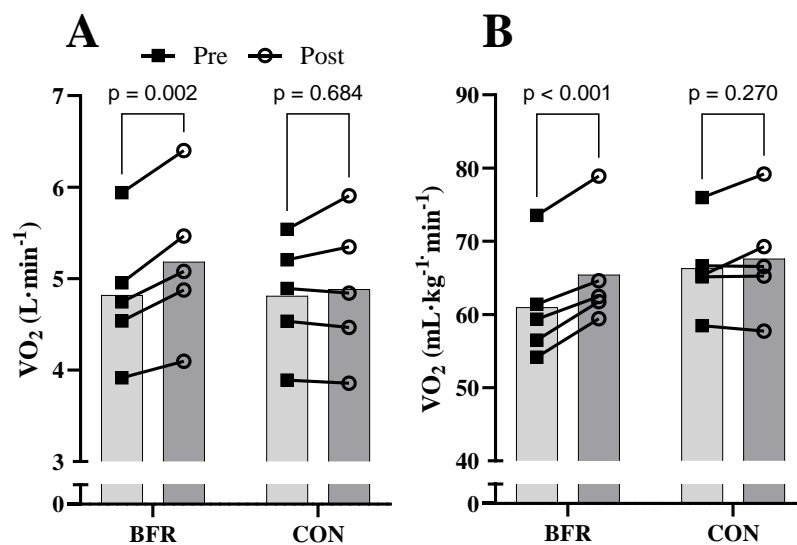 A
Pre Post
p = 0.002 p = 0.684
VO₂ (L·min⁻¹)
7
6
5
4
3
0
BFR CON
B
p < 0.001 p = 0.270
VO₂ (mL·kg⁻¹·min⁻¹)
90
80
70
60
50
40
0
BFR CON